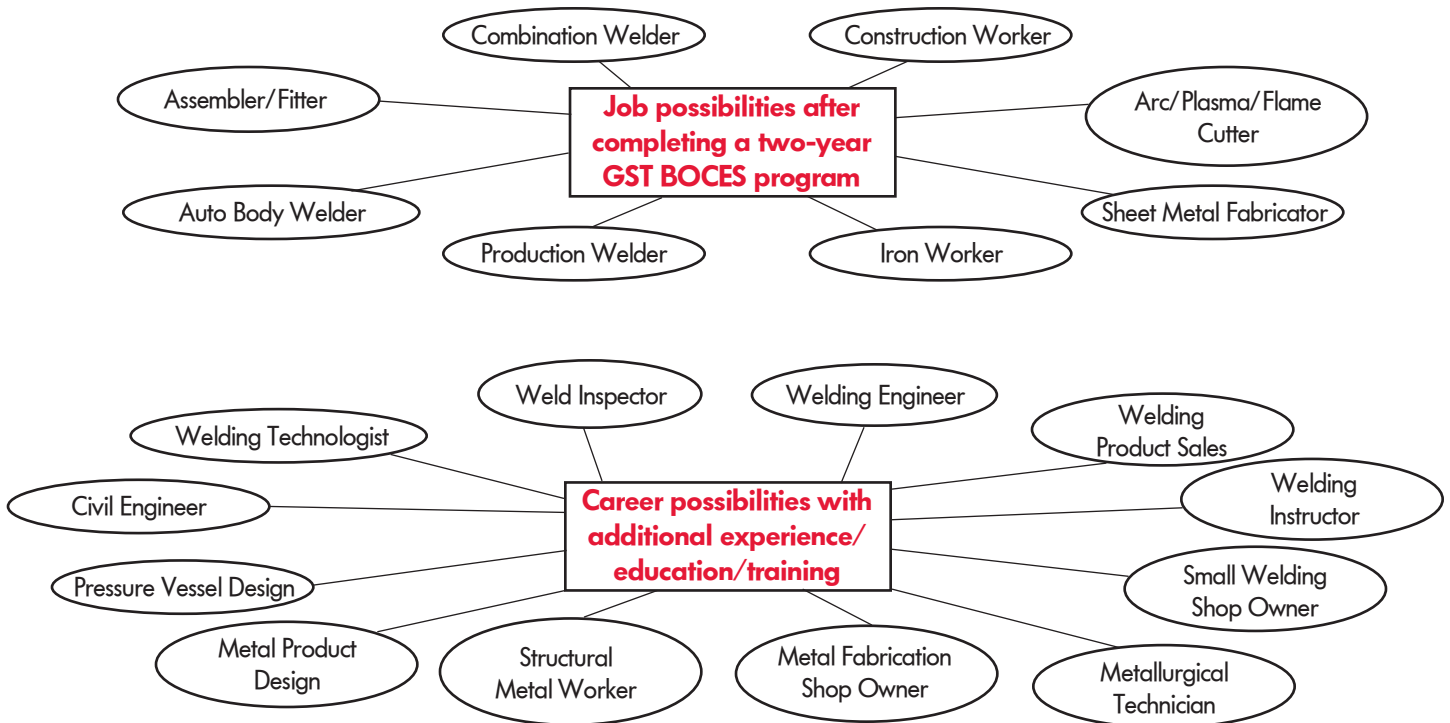 Combination Welder
Construction Worker
Assembler/Fitter
Job possibilities after
completing a two-year
GST BOCES program
Arc/Plasma/Flame
Cutter
Auto Body Welder
Sheet Metal Fabricator
Production Welder
Iron Worker
Weld Inspector
Welding Engineer
Welding Technologist
Welding
Product Sales
Civil Engineer
Career possibilities with
additional experience/
education/training
Welding
Instructor
Pressure Vessel Design
Small Welding
Shop Owner
Metal Product
Design
Structural
Metal Worker
Metal Fabrication
Shop Owner
Metallurgical
Technician